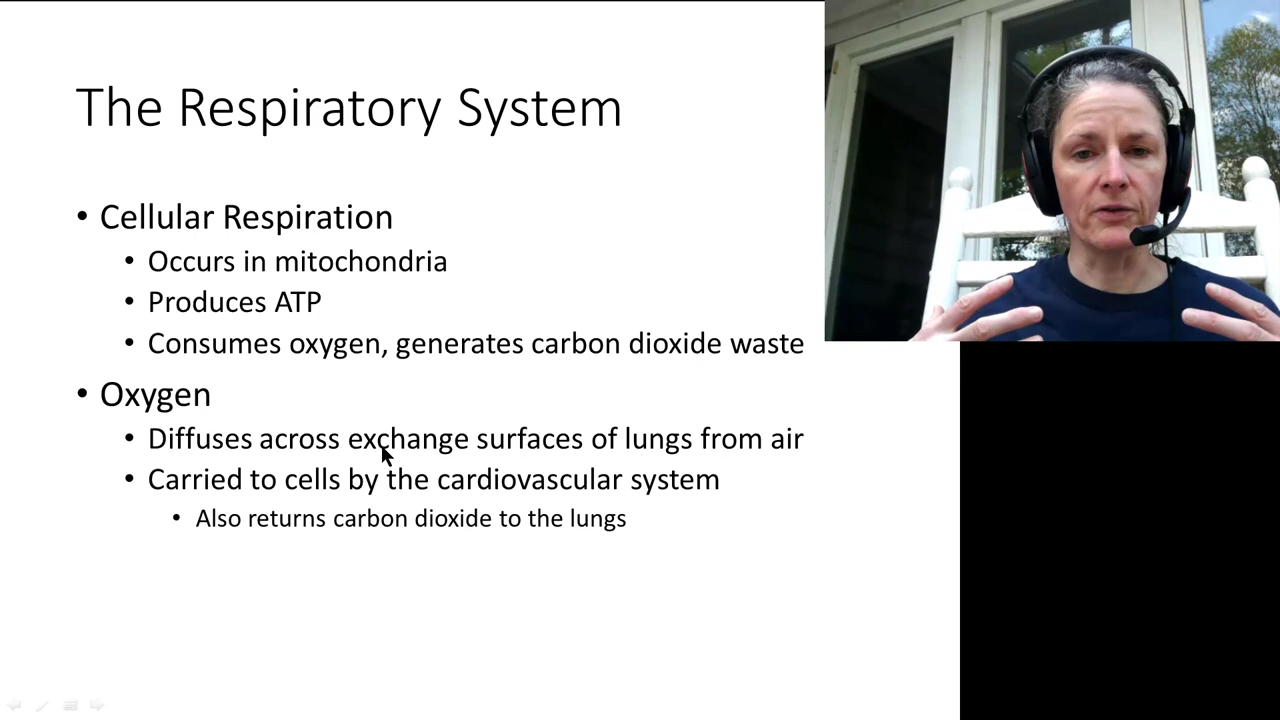 The Respiratory System
• Cellular Respiration
• Occurs in mitochondria
• Produces ATP
• Consumes oxygen, generates carbon dioxide waste
• Oxygen
• Diffuses across exchange surfaces of lungs from air
• Carried to cells by the cardiovascular system
• Also returns carbon dioxide to the lungs